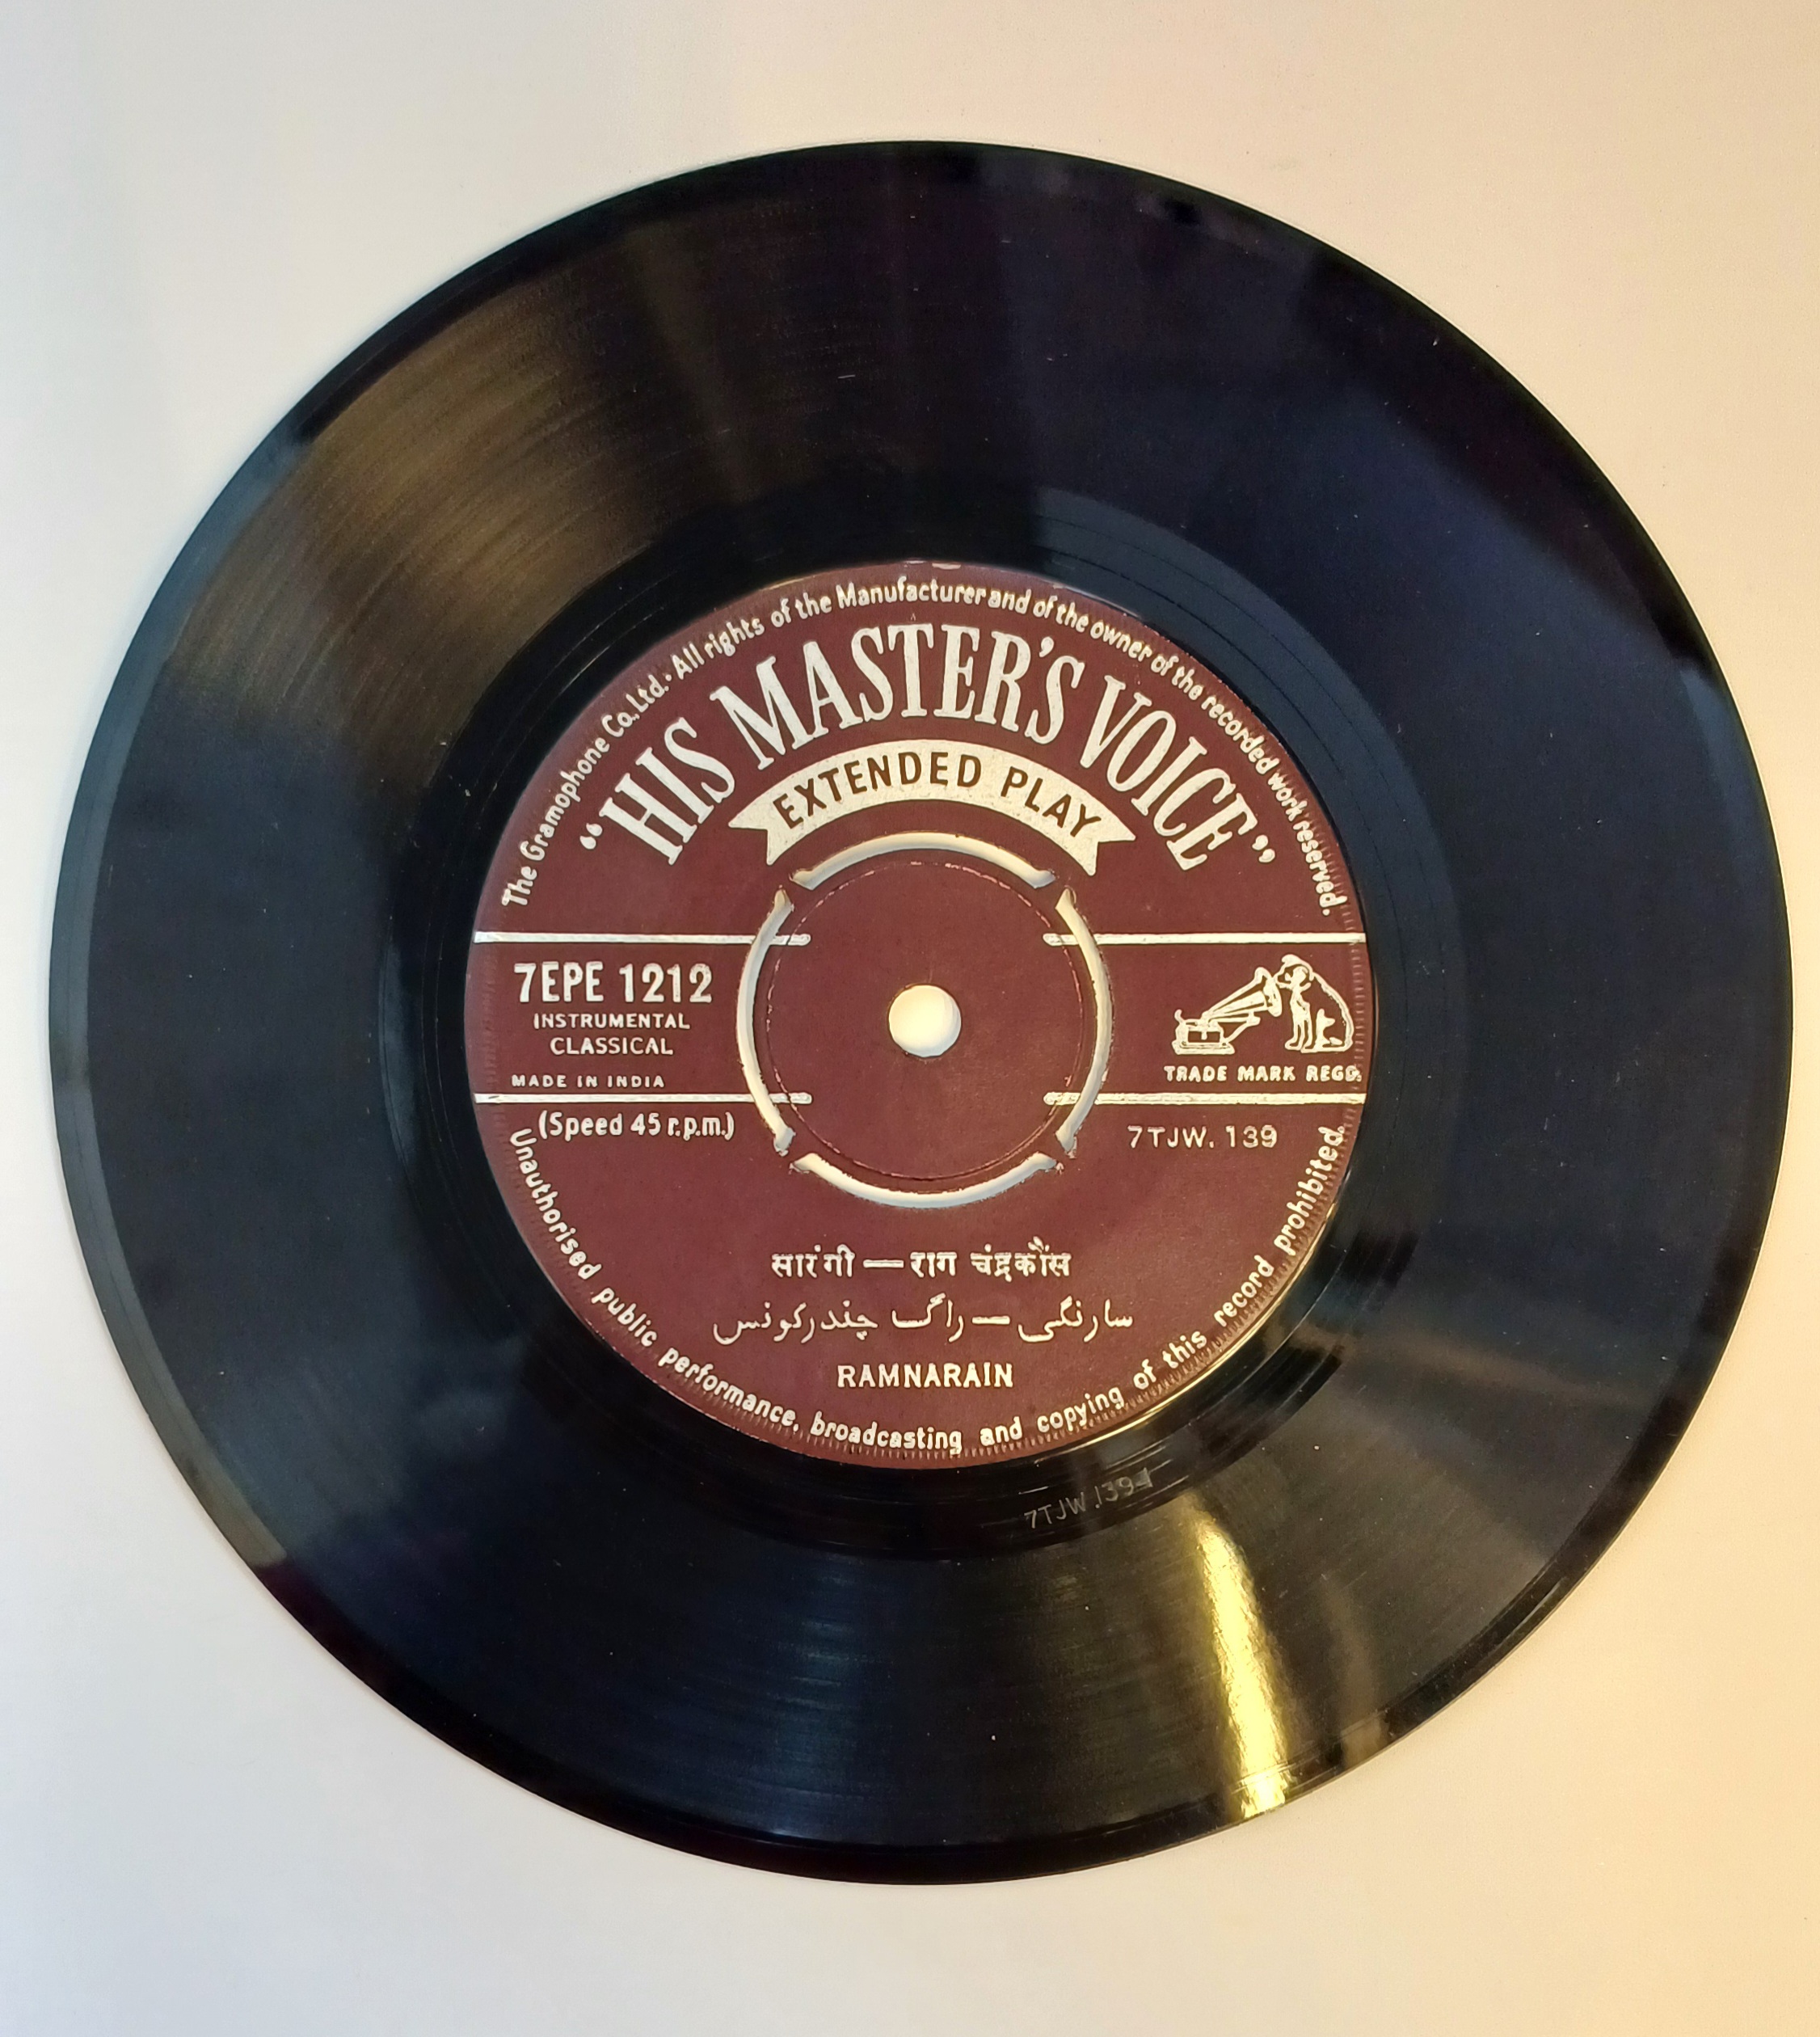 The Gramophone Co. Ltd. All rights of the Manufacturer and of the owner of the recorded work reserved.
“HIS MASTER'S VOICE”
EXTENDED PLAY
7EPE 1212
INSTRUMENTAL
CLASSICAL
MADE IN INDIA
TRADE MARK REGD.
(Speed 45 r.p.m.)
7TJW. 139
सारंगी — राग चंद्रकौंस
سارنگی — راگ چندرکونس
RAMNARAIN
Unauthorised public performance, broadcasting and copying of this record prohibited.